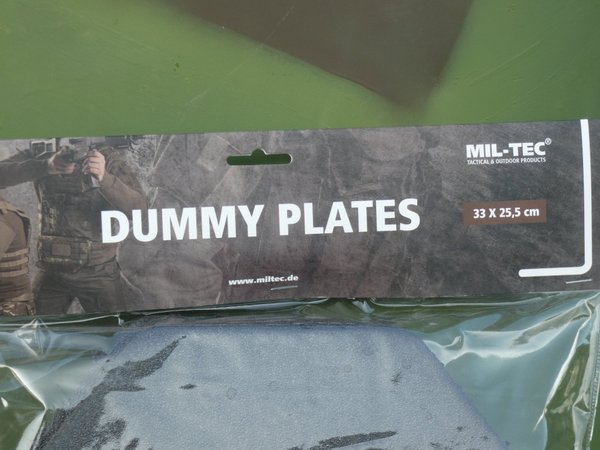 MIL-TEC®
TACTICAL & OUTDOOR PRODUCTS
DUMMY PLATES
33 X 25,5 cm
www.miltec.de